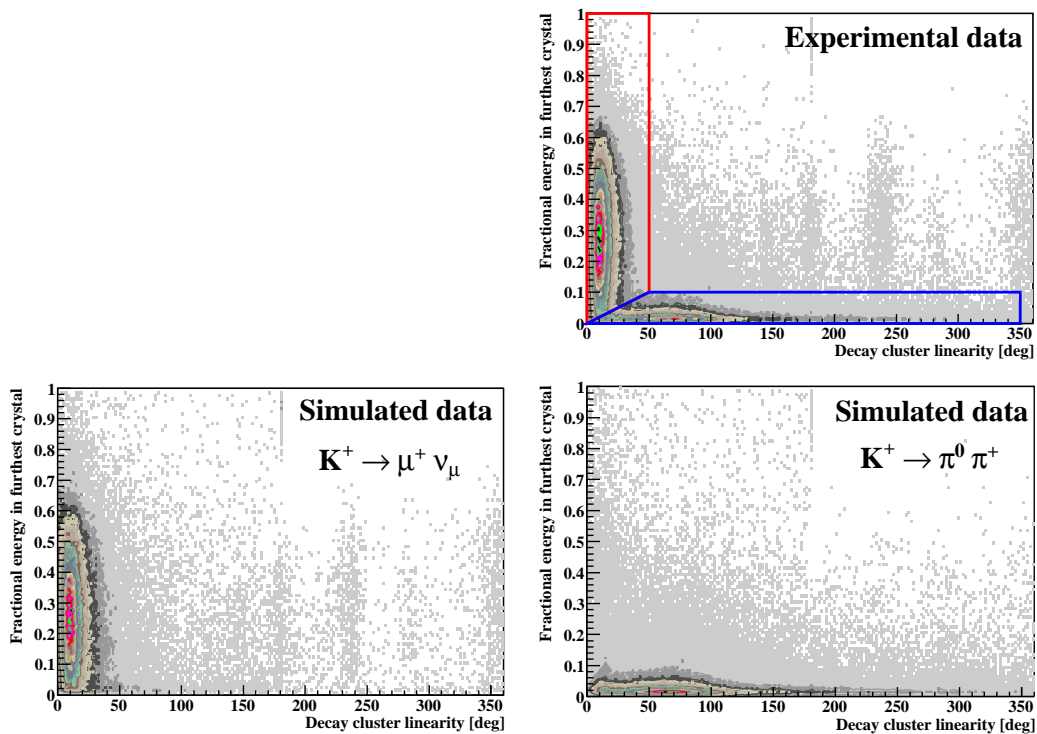 Experimental data
Fractional energy in furthest crystal
1
0.9
0.8
0.7
0.6
0.5
0.4
0.3
0.2
0.1
0
0 50 100 150 200 250 300 350
Decay cluster linearity [deg]
Simulated data
K⁺ → μ⁺ ν_μ
Fractional energy in furthest crystal
1
0.9
0.8
0.7
0.6
0.5
0.4
0.3
0.2
0.1
0
0 50 100 150 200 250 300 350
Decay cluster linearity [deg]
Simulated data
K⁺ → π⁰ π⁺
Fractional energy in furthest crystal
1
0.9
0.8
0.7
0.6
0.5
0.4
0.3
0.2
0.1
0
0 50 100 150 200 250 300 350
Decay cluster linearity [deg]